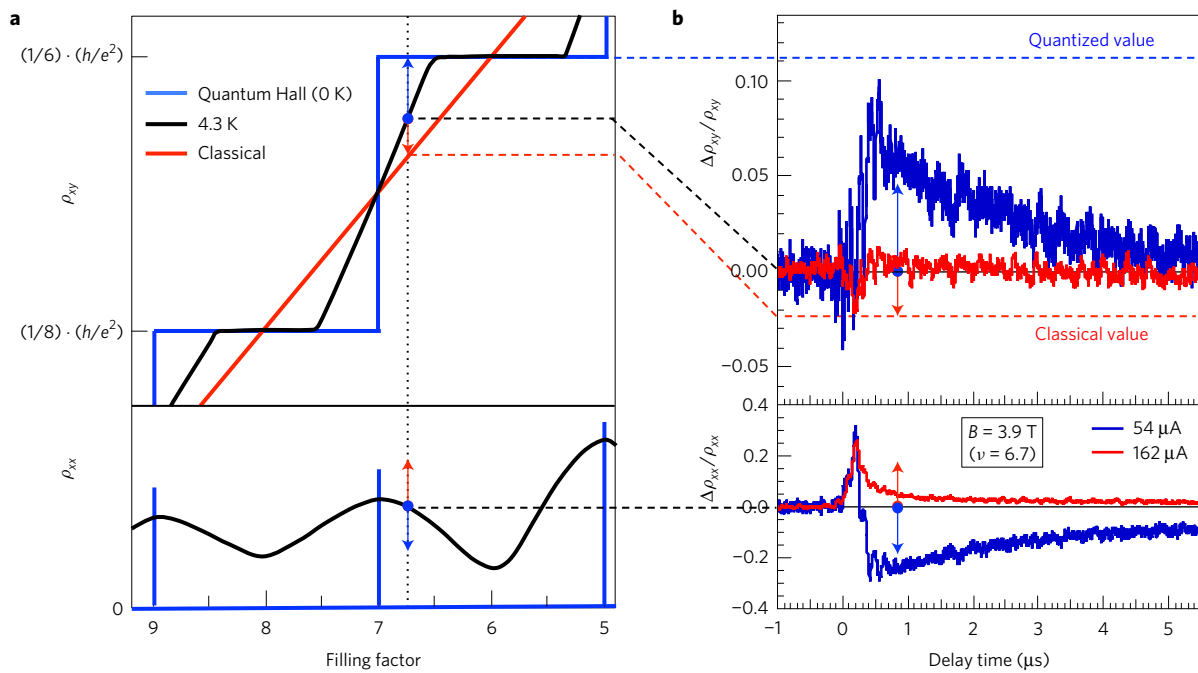 a
(1/6) · (h/e²)
Quantum Hall (0 K)
4.3 K
Classical
ρxy
(1/8) · (h/e²)
ρxx
0
9 8 7 6 5
Filling factor
b
Quantized value
0.10
Δρxy/ρxy
0.05
0.00
Classical value
−0.05
0.4
B = 3.9 T
(ν = 6.7)
54 μA
162 μA
0.2
Δρxx/ρxx
0.0
−0.2
−0.4
−1 0 1 2 3 4 5
Delay time (μs)